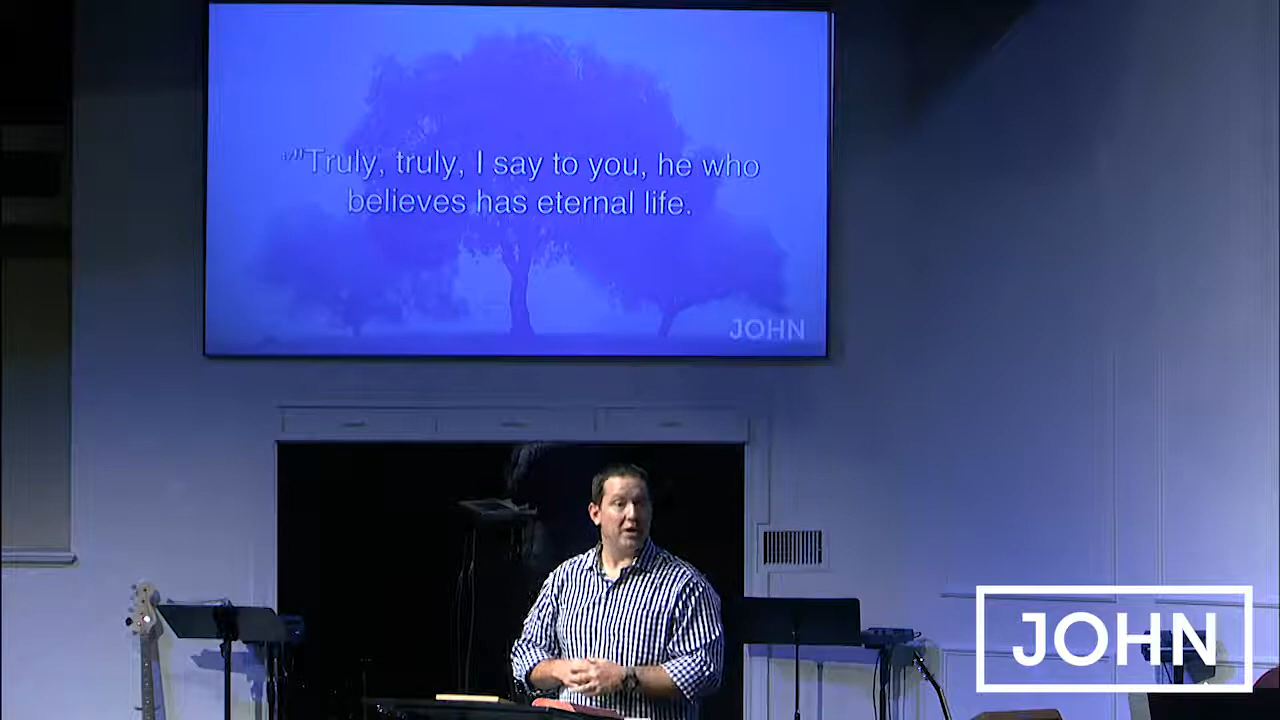 "Truly, truly, I say to you, he who
believes has eternal life.
JOHN
JOHN